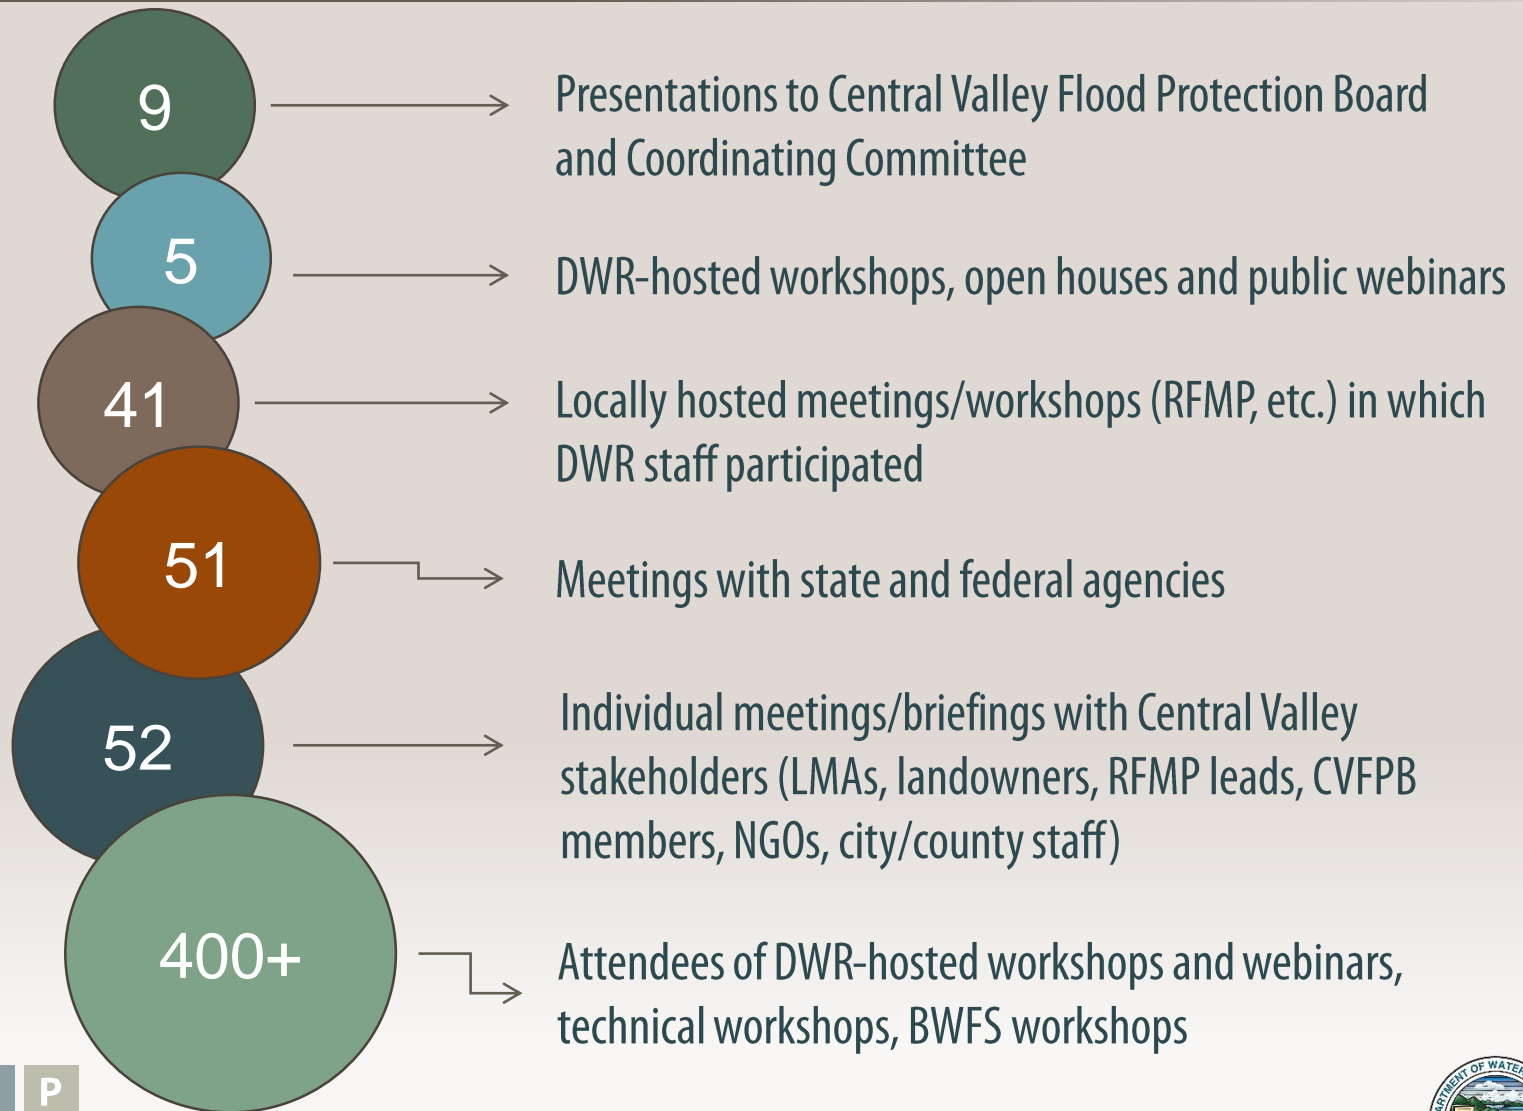 9
Presentations to Central Valley Flood Protection Board
and Coordinating Committee
5
DWR-hosted workshops, open houses and public webinars
41
Locally hosted meetings/workshops (RFMP, etc.) in which
DWR staff participated
51
Meetings with state and federal agencies
52
Individual meetings/briefings with Central Valley
stakeholders (LMAs, landowners, RFMP leads, CVFPB
members, NGOs, city/county staff)
400+
Attendees of DWR-hosted workshops and webinars,
technical workshops, BWFS workshops
P
OF WATE